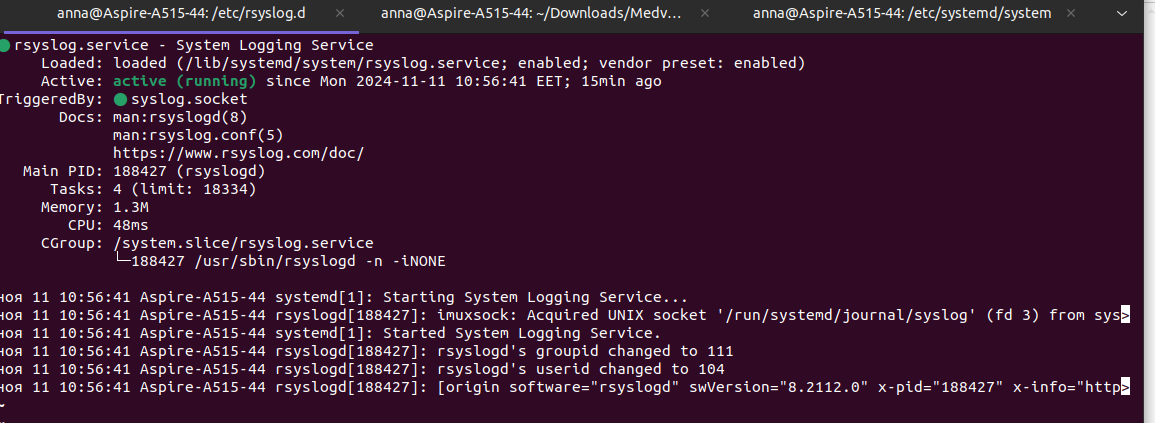 anna@Aspire-A515-44: /etc/rsyslog.d × anna@Aspire-A515-44: ~/Downloads/Medv... × anna@Aspire-A515-44: /etc/systemd/system ×
● rsyslog.service - System Logging Service
Loaded: loaded (/lib/systemd/system/rsyslog.service; enabled; vendor preset: enabled)
Active: active (running) since Mon 2024-11-11 10:56:41 EET; 15min ago
TriggeredBy: ● syslog.socket
Docs: man:rsyslogd(8)
man:rsyslog.conf(5)
https://www.rsyslog.com/doc/
Main PID: 188427 (rsyslogd)
Tasks: 4 (limit: 18334)
Memory: 1.3M
CPU: 48ms
CGroup: /system.slice/rsyslog.service
└─188427 /usr/sbin/rsyslogd -n -iNONE
ноя 11 10:56:41 Aspire-A515-44 systemd[1]: Starting System Logging Service...
ноя 11 10:56:41 Aspire-A515-44 rsyslogd[188427]: imuxsock: Acquired UNIX socket '/run/systemd/journal/syslog' (fd 3) from sys>
ноя 11 10:56:41 Aspire-A515-44 systemd[1]: Started System Logging Service.
ноя 11 10:56:41 Aspire-A515-44 rsyslogd[188427]: rsyslogd's groupid changed to 111
ноя 11 10:56:41 Aspire-A515-44 rsyslogd[188427]: rsyslogd's userid changed to 104
ноя 11 10:56:41 Aspire-A515-44 rsyslogd[188427]: [origin software="rsyslogd" swVersion="8.2112.0" x-pid="188427" x-info="http>
~